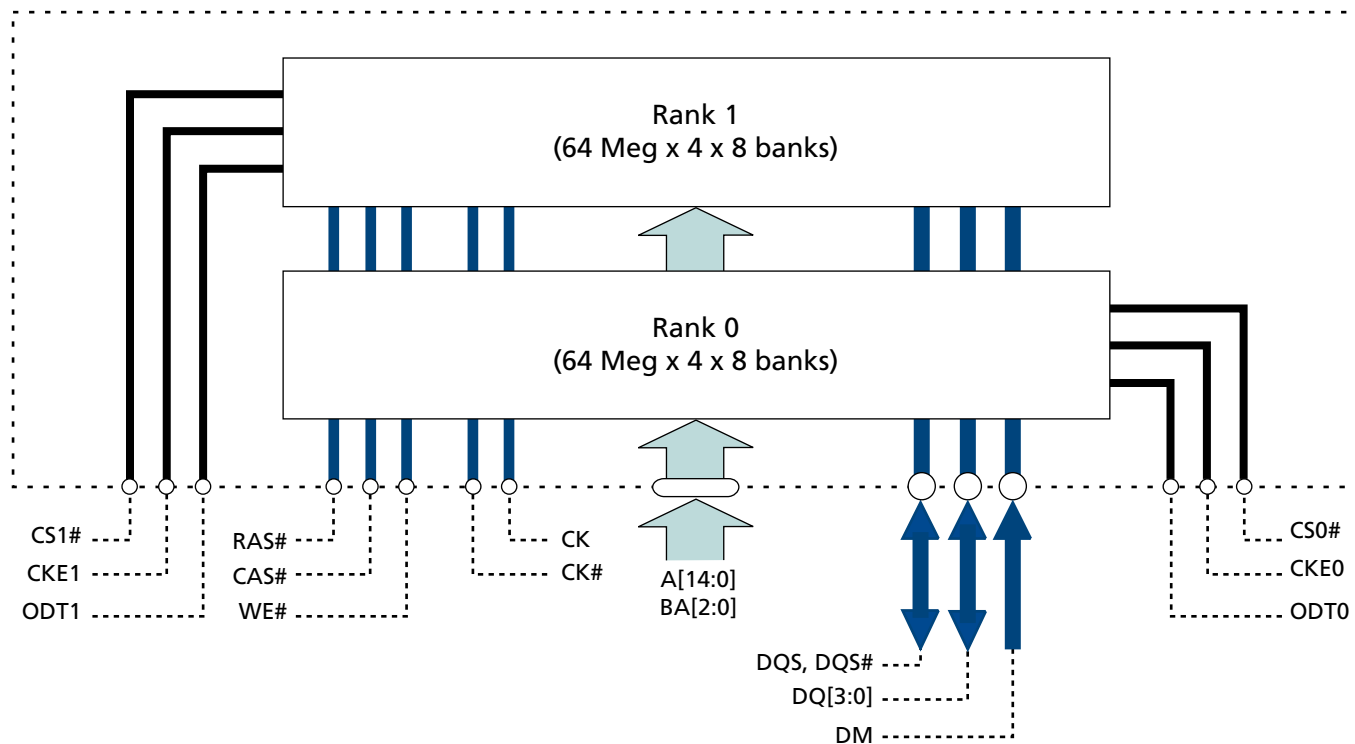 Rank 1
(64 Meg x 4 x 8 banks)
Rank 0
(64 Meg x 4 x 8 banks)
CS1#
CKE1
ODT1
RAS#
CAS#
WE#
CK
CK#
A[14:0]
BA[2:0]
DQS, DQS#
DQ[3:0]
DM
CS0#
CKE0
ODT0